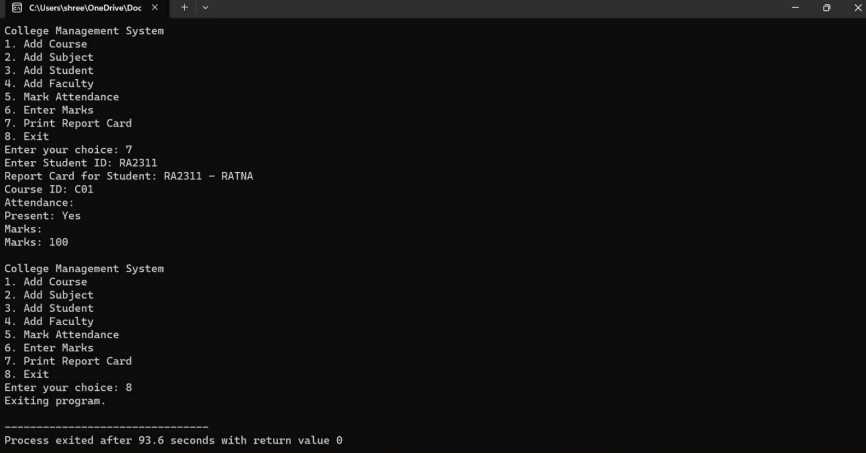 C:\Users\shree\OneDrive\Doc
College Management System
1. Add Course
2. Add Subject
3. Add Student
4. Add Faculty
5. Mark Attendance
6. Enter Marks
7. Print Report Card
8. Exit
Enter your choice: 7
Enter Student ID: RA2311
Report Card for Student: RA2311 - RATNA
Course ID: C01
Attendance:
Present: Yes
Marks:
Marks: 100
College Management System
1. Add Course
2. Add Subject
3. Add Student
4. Add Faculty
5. Mark Attendance
6. Enter Marks
7. Print Report Card
8. Exit
Enter your choice: 8
Exiting program.
--------------------------------
Process exited after 93.6 seconds with return value 0